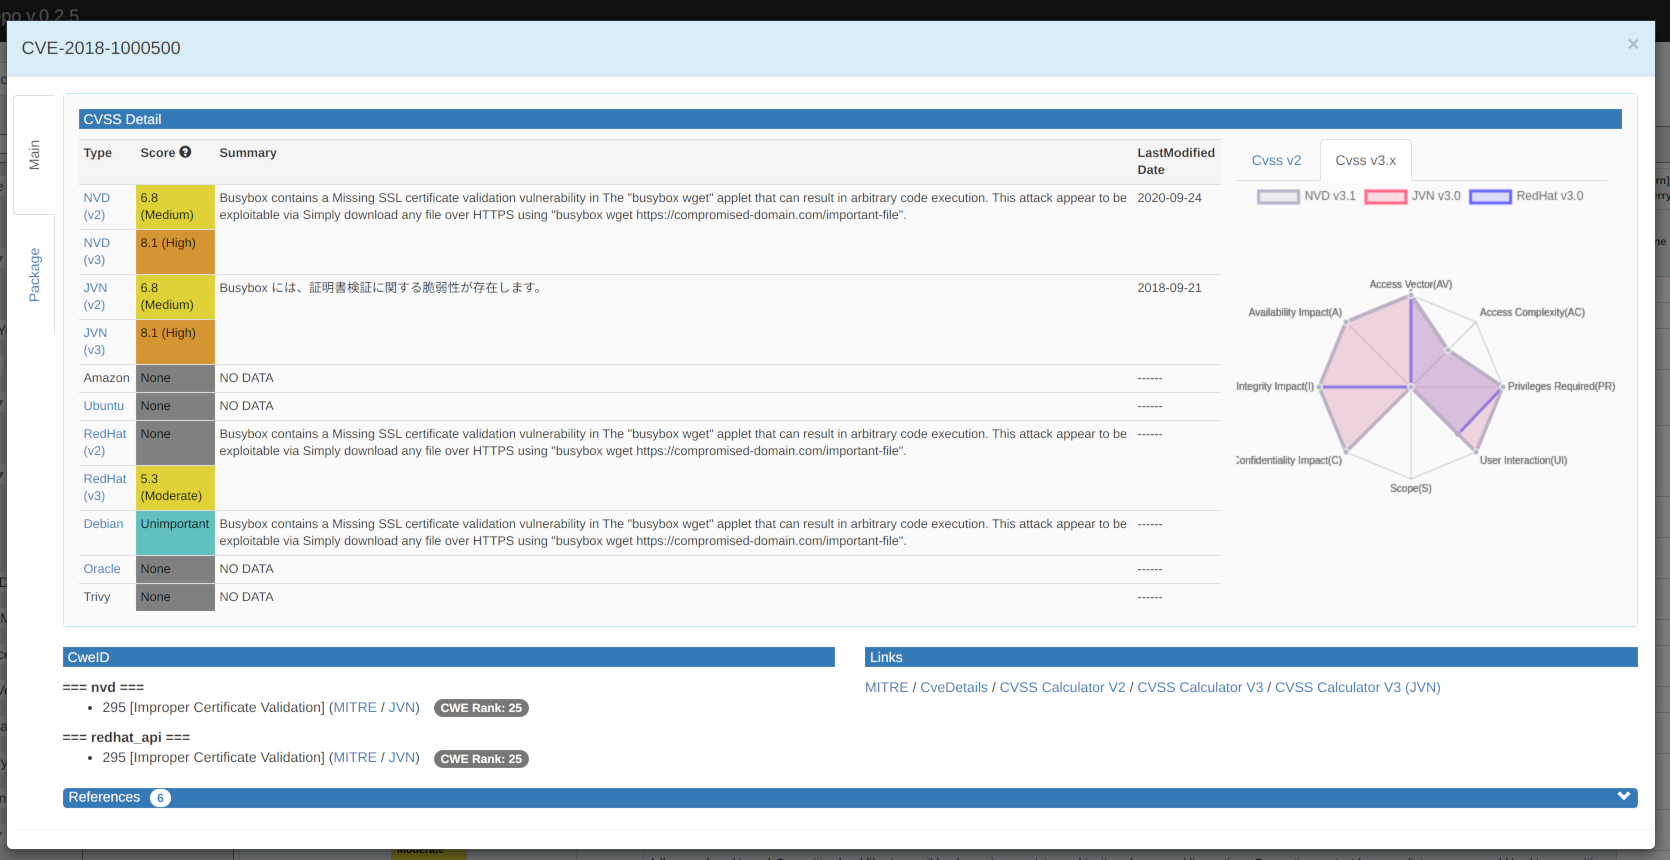 po v.0.2.5
CVE-2018-1000500
×
Main
Package
CVSS Detail
Type Score Summary LastModified
Date
NVD
(v2)
6.8
(Medium)
Busybox contains a Missing SSL certificate validation vulnerability in The "busybox wget" applet that can result in arbitrary code execution. This attack appear to be
exploitable via Simply download any file over HTTPS using "busybox wget https://compromised-domain.com/important-file".
2020-09-24
NVD
(v3)
8.1 (High)
JVN
(v2)
6.8
(Medium)
Busybox には、証明書検証に関する脆弱性が存在します。
2018-09-21
JVN
(v3)
8.1 (High)
Amazon None NO DATA ------
Ubuntu None NO DATA ------
RedHat
(v2)
None
Busybox contains a Missing SSL certificate validation vulnerability in The "busybox wget" applet that can result in arbitrary code execution. This attack appear to be
exploitable via Simply download any file over HTTPS using "busybox wget https://compromised-domain.com/important-file".
------
RedHat
(v3)
5.3
(Moderate)
Debian Unimportant
Busybox contains a Missing SSL certificate validation vulnerability in The "busybox wget" applet that can result in arbitrary code execution. This attack appear to be
exploitable via Simply download any file over HTTPS using "busybox wget https://compromised-domain.com/important-file".
------
Oracle None NO DATA ------
Trivy None NO DATA ------
Cvss v2 Cvss v3.x
NVD v3.1 JVN v3.0 RedHat v3.0
Access Vector(AV)
Availability Impact(A) Access Complexity(AC)
Integrity Impact(I) Privileges Required(PR)
Confidentiality Impact(C) User Interaction(UI)
Scope(S)
CweID
=== nvd ===
• 295 [Improper Certificate Validation] (MITRE / JVN) CWE Rank: 25
=== redhat_api ===
• 295 [Improper Certificate Validation] (MITRE / JVN) CWE Rank: 25
Links
MITRE / CveDetails / CVSS Calculator V2 / CVSS Calculator V3 / CVSS Calculator V3 (JVN)
References 6
Moderate